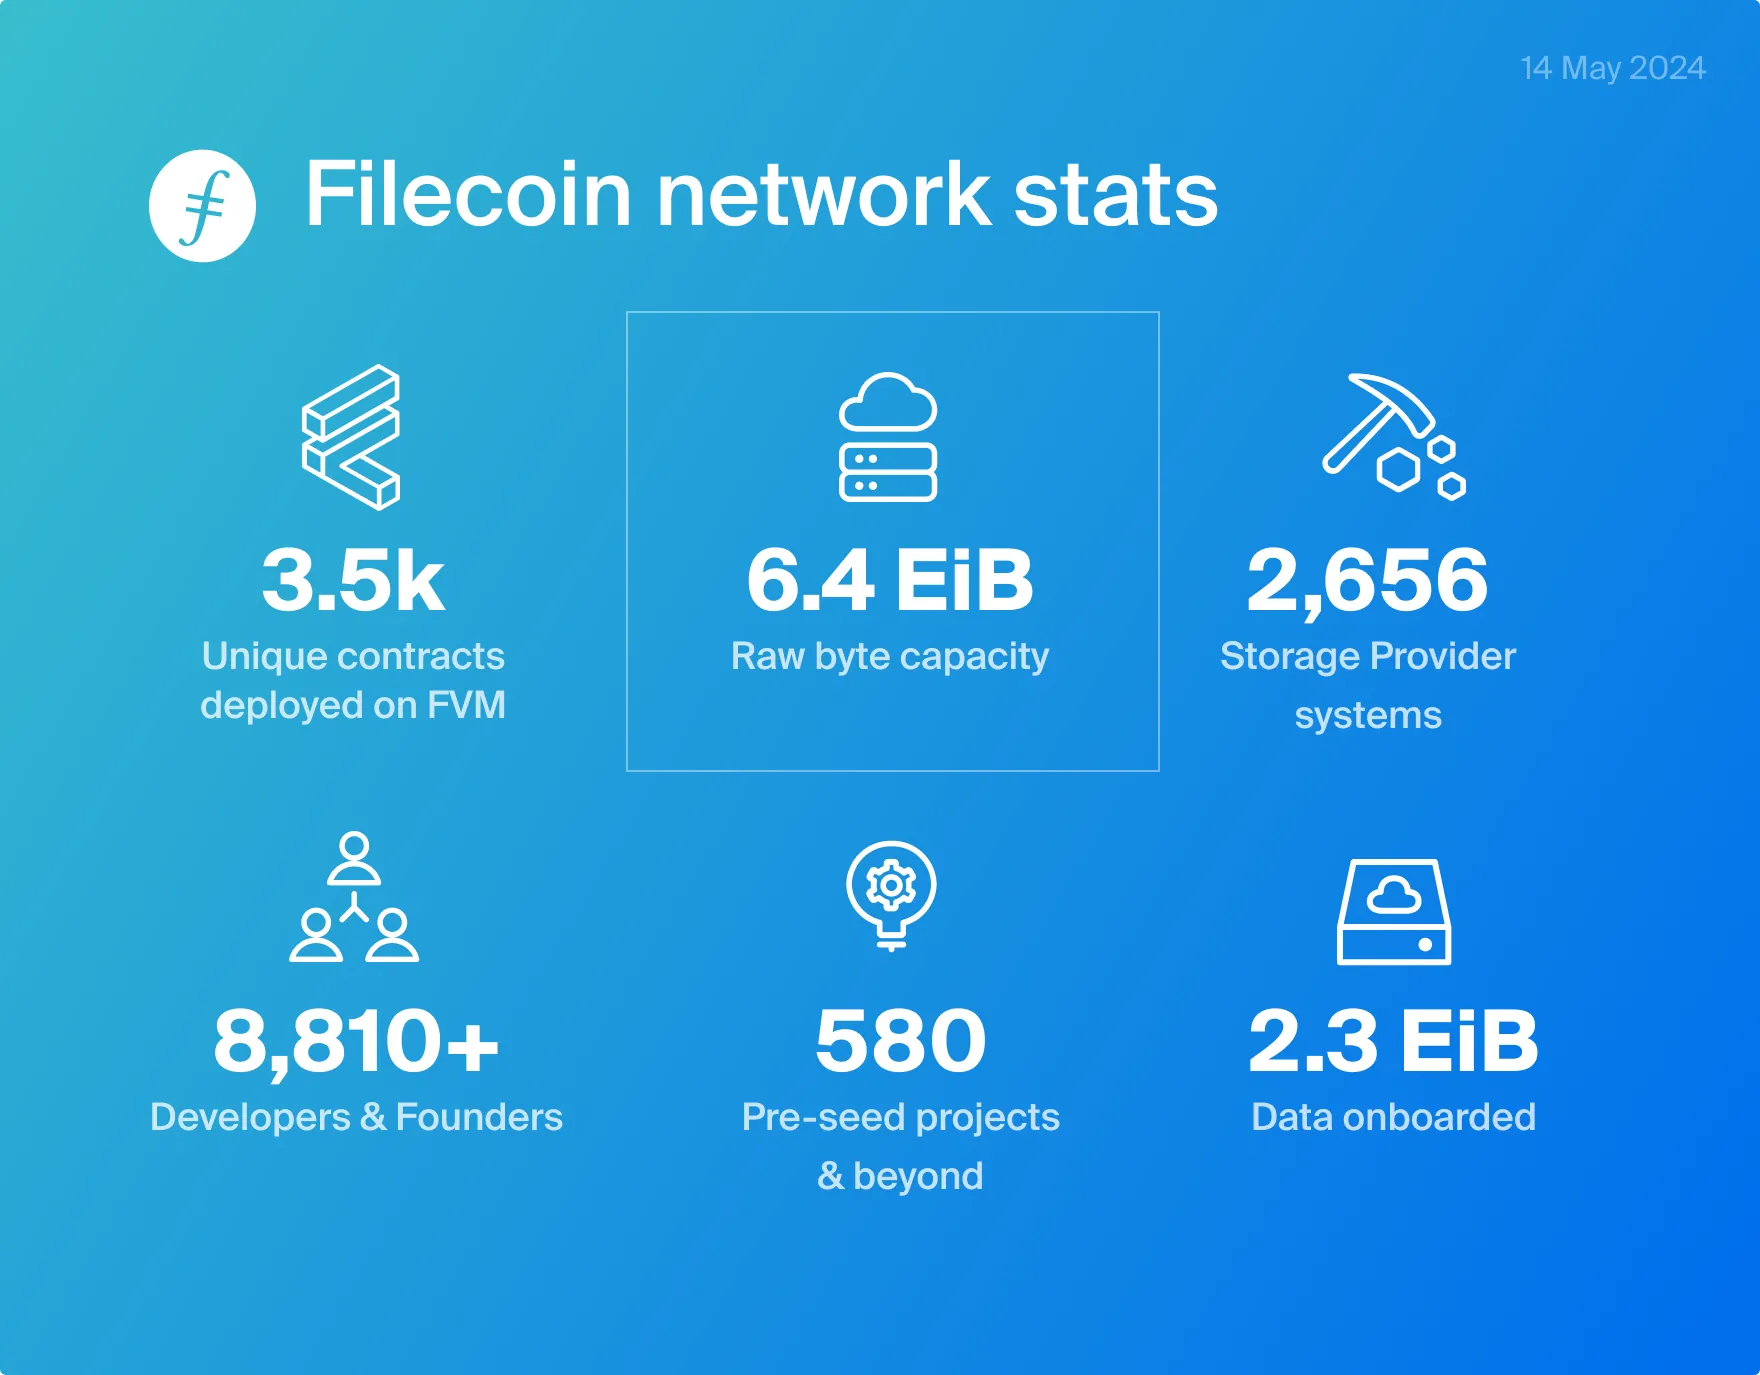 14 May 2024
Filecoin network stats
3.5k
Unique contracts
deployed on FVM
6.4 EiB
Raw byte capacity
2,656
Storage Provider
systems
8,810+
Developers & Founders
580
Pre-seed projects
& beyond
2.3 EiB
Data onboarded